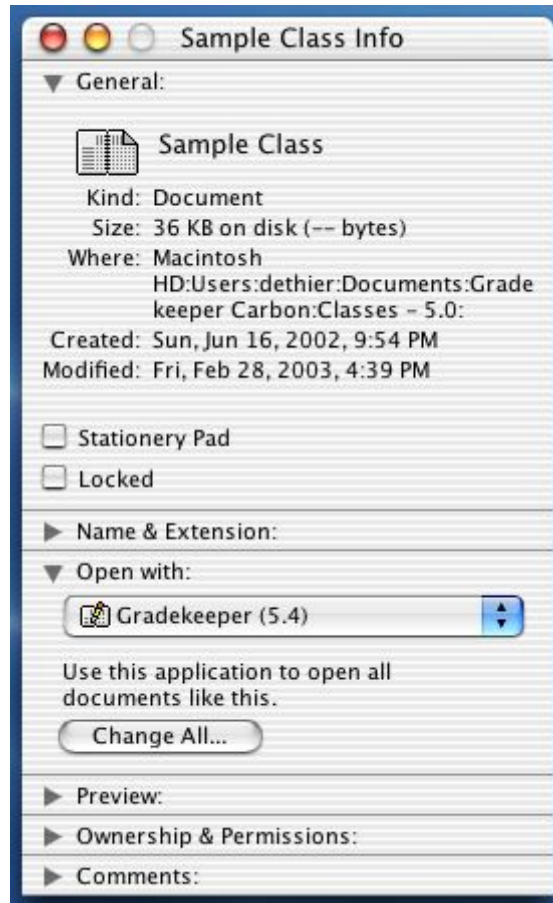 Sample Class Info
General:
Sample Class
Kind: Document
Size: 36 KB on disk (-- bytes)
Where: Macintosh
HD:Users:dethier:Documents:Grade
keeper Carbon:Classes – 5.0:
Created: Sun, Jun 16, 2002, 9:54 PM
Modified: Fri, Feb 28, 2003, 4:39 PM
Stationery Pad
Locked
Name & Extension:
Open with:
Gradekeeper (5.4)
Use this application to open all
documents like this.
Change All...
Preview:
Ownership & Permissions:
Comments: